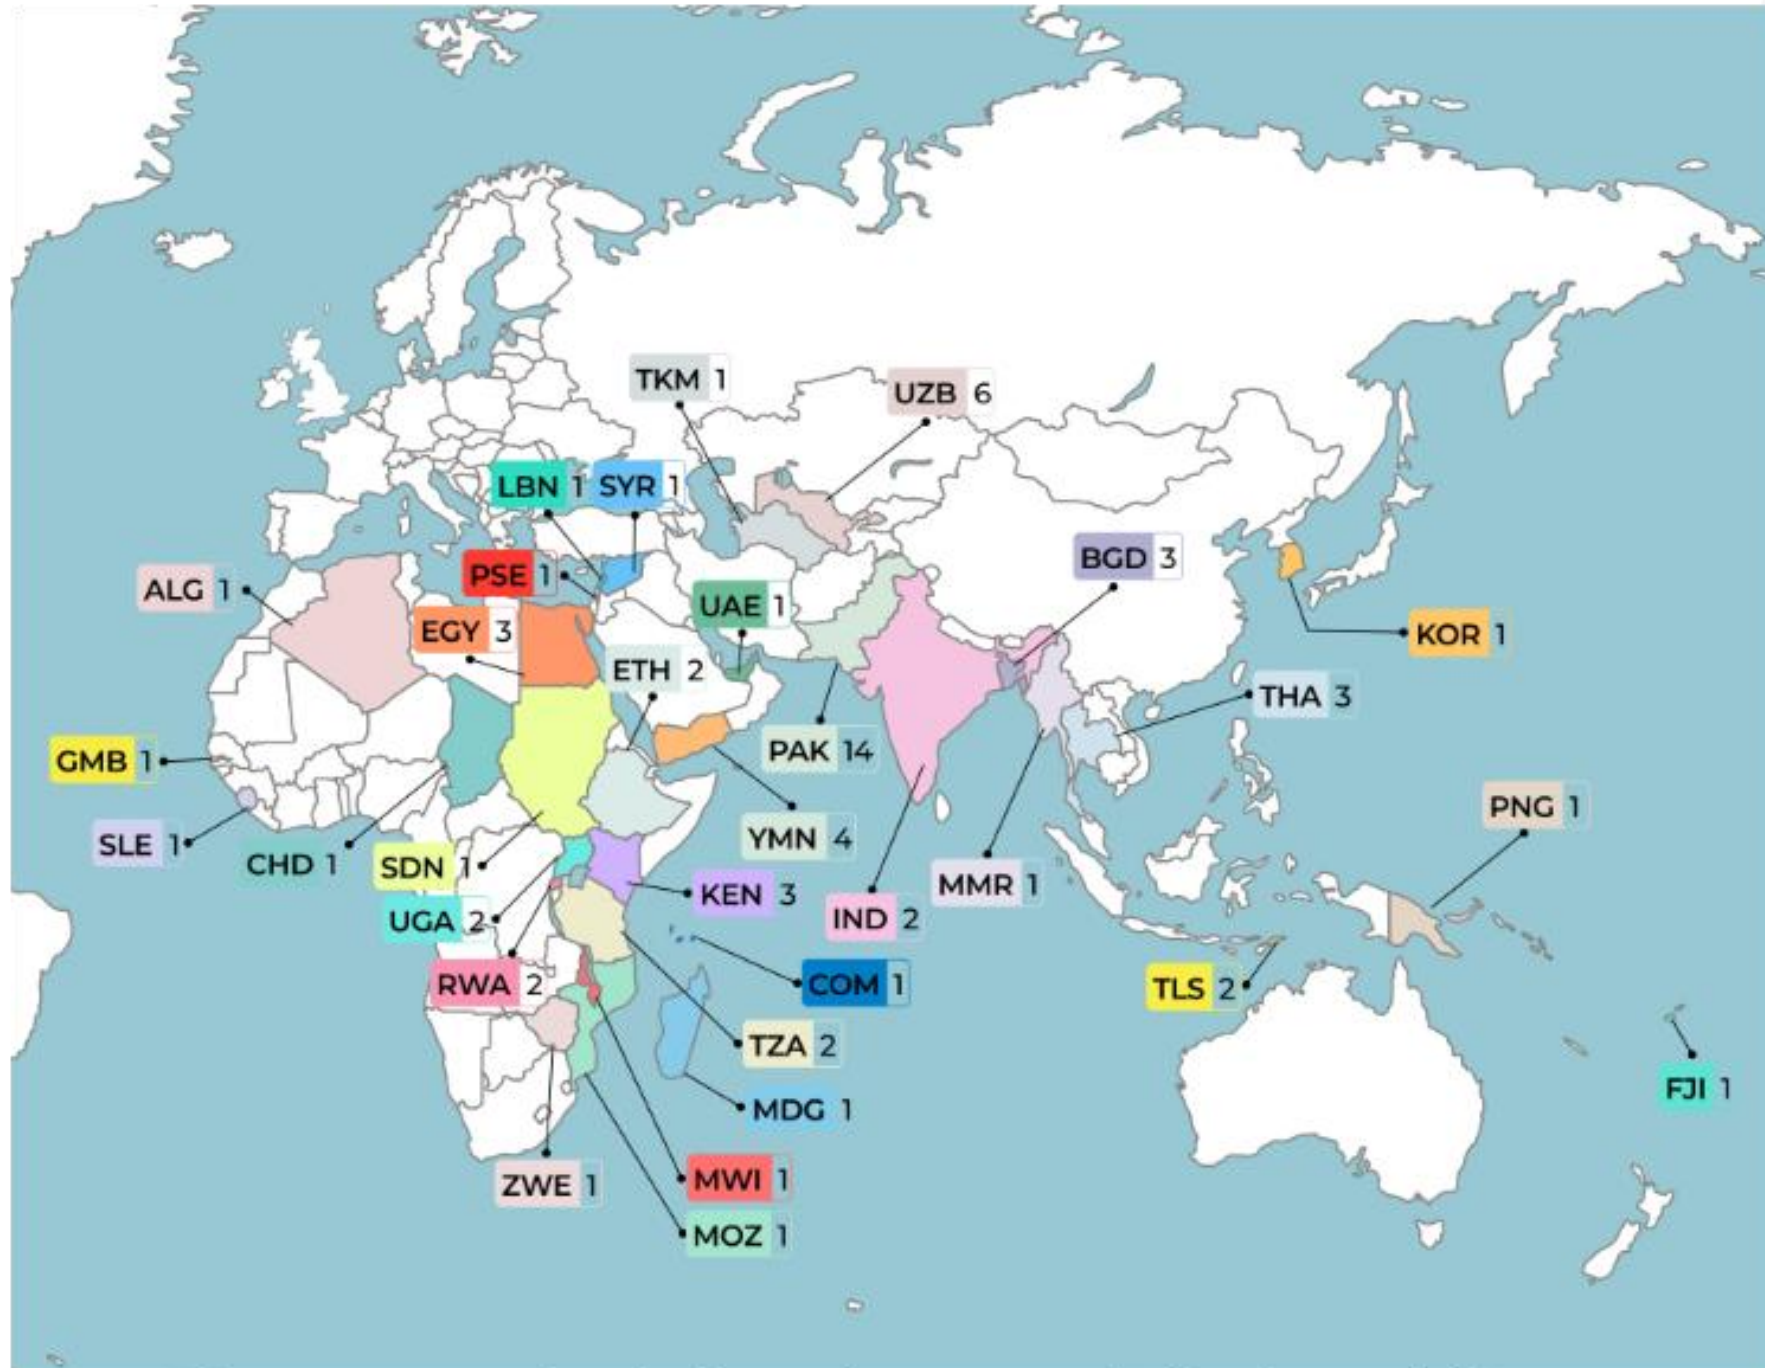 TKM 1
UZB 6
LBN 1
SYR 1
BGD 3
PSE 1
ALG 1
UAE 1
EGY 3
KOR 1
ETH 2
THA 3
PAK 14
GMB 1
PNG 1
YMN 4
SLE 1
CHD 1
SDN 1
MMR 1
KEN 3
UGA 2
IND 2
RWA 2
COM 1
TLS 2
TZA 2
FJI 1
MDG 1
ZWE 1
MWI 1
MOZ 1